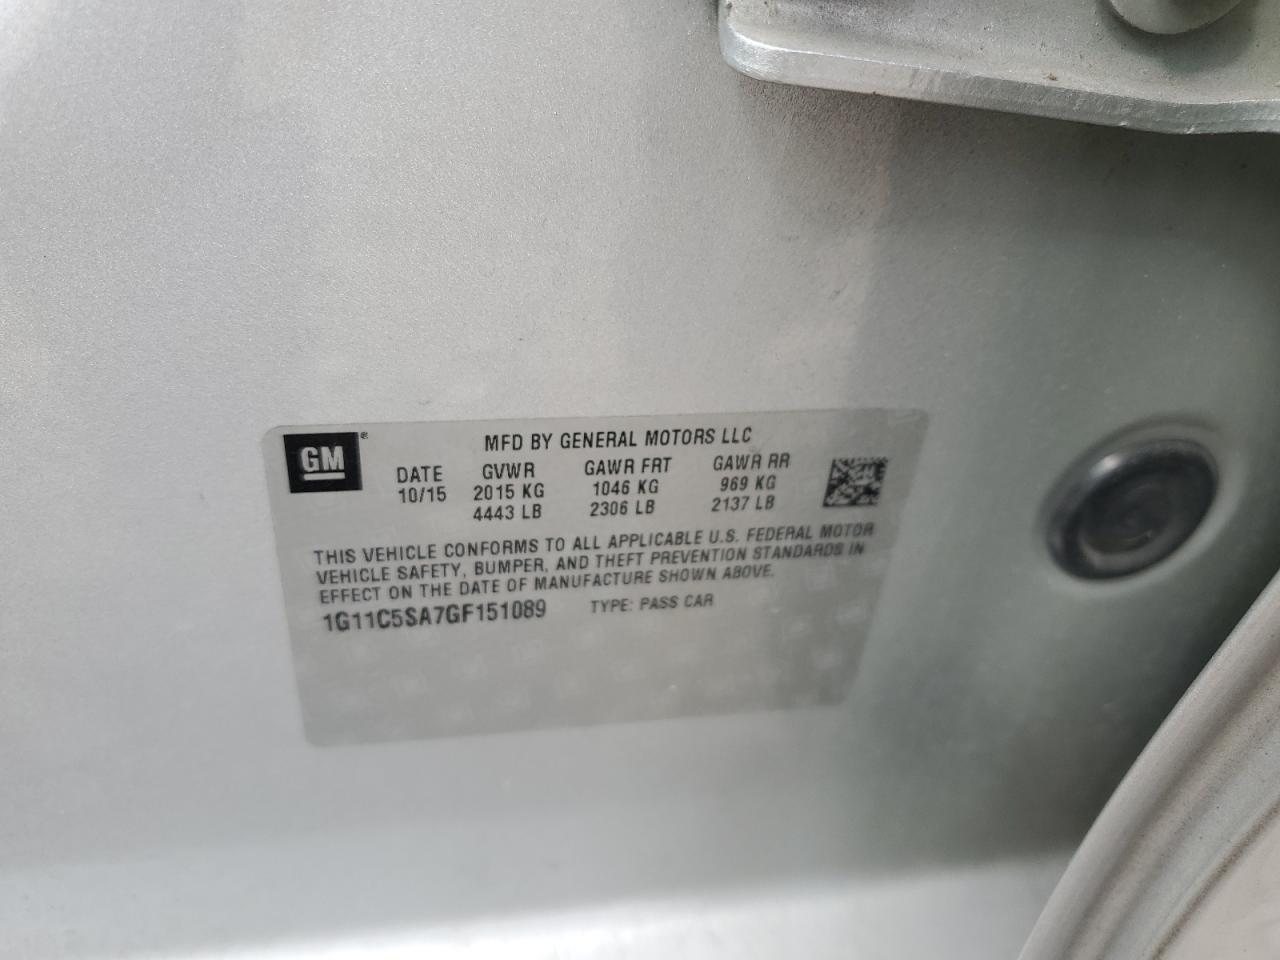 GM®
MFD BY GENERAL MOTORS LLC
DATE GVWR GAWR FRT GAWR RR
10/15 2015 KG 1046 KG 969 KG
4443 LB 2306 LB 2137 LB
THIS VEHICLE CONFORMS TO ALL APPLICABLE U.S. FEDERAL MOTOR
VEHICLE SAFETY, BUMPER, AND THEFT PREVENTION STANDARDS IN
EFFECT ON THE DATE OF MANUFACTURE SHOWN ABOVE.
1G11C5SA7GF151089 TYPE: PASS CAR